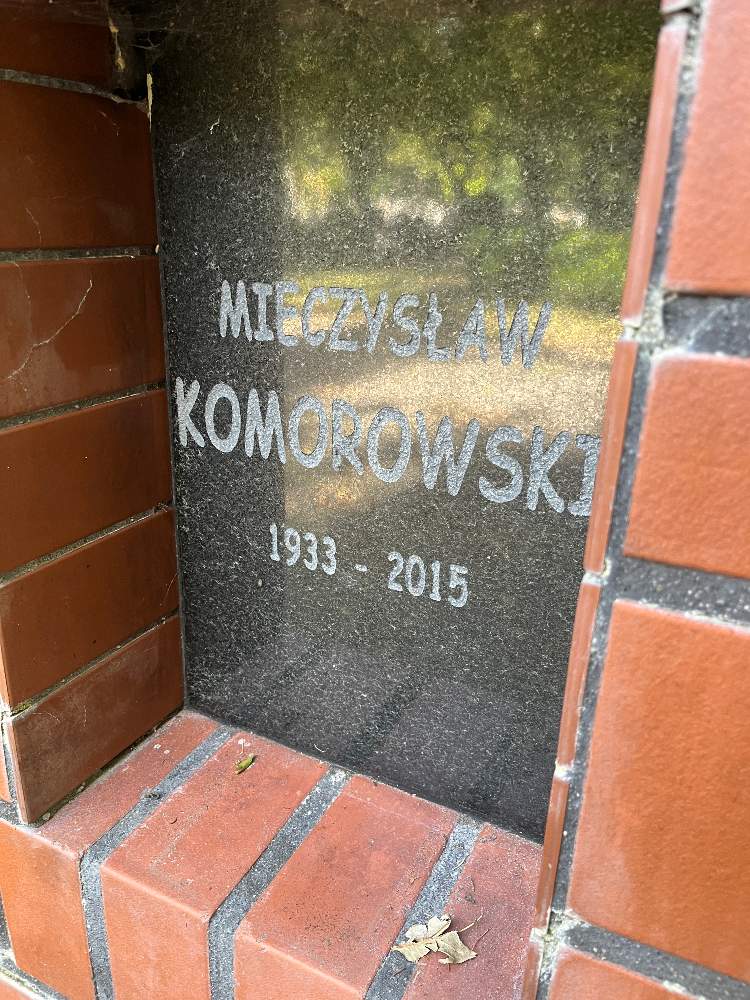 MIECZYSŁAW
KOMOROWSKI
1933 - 2015